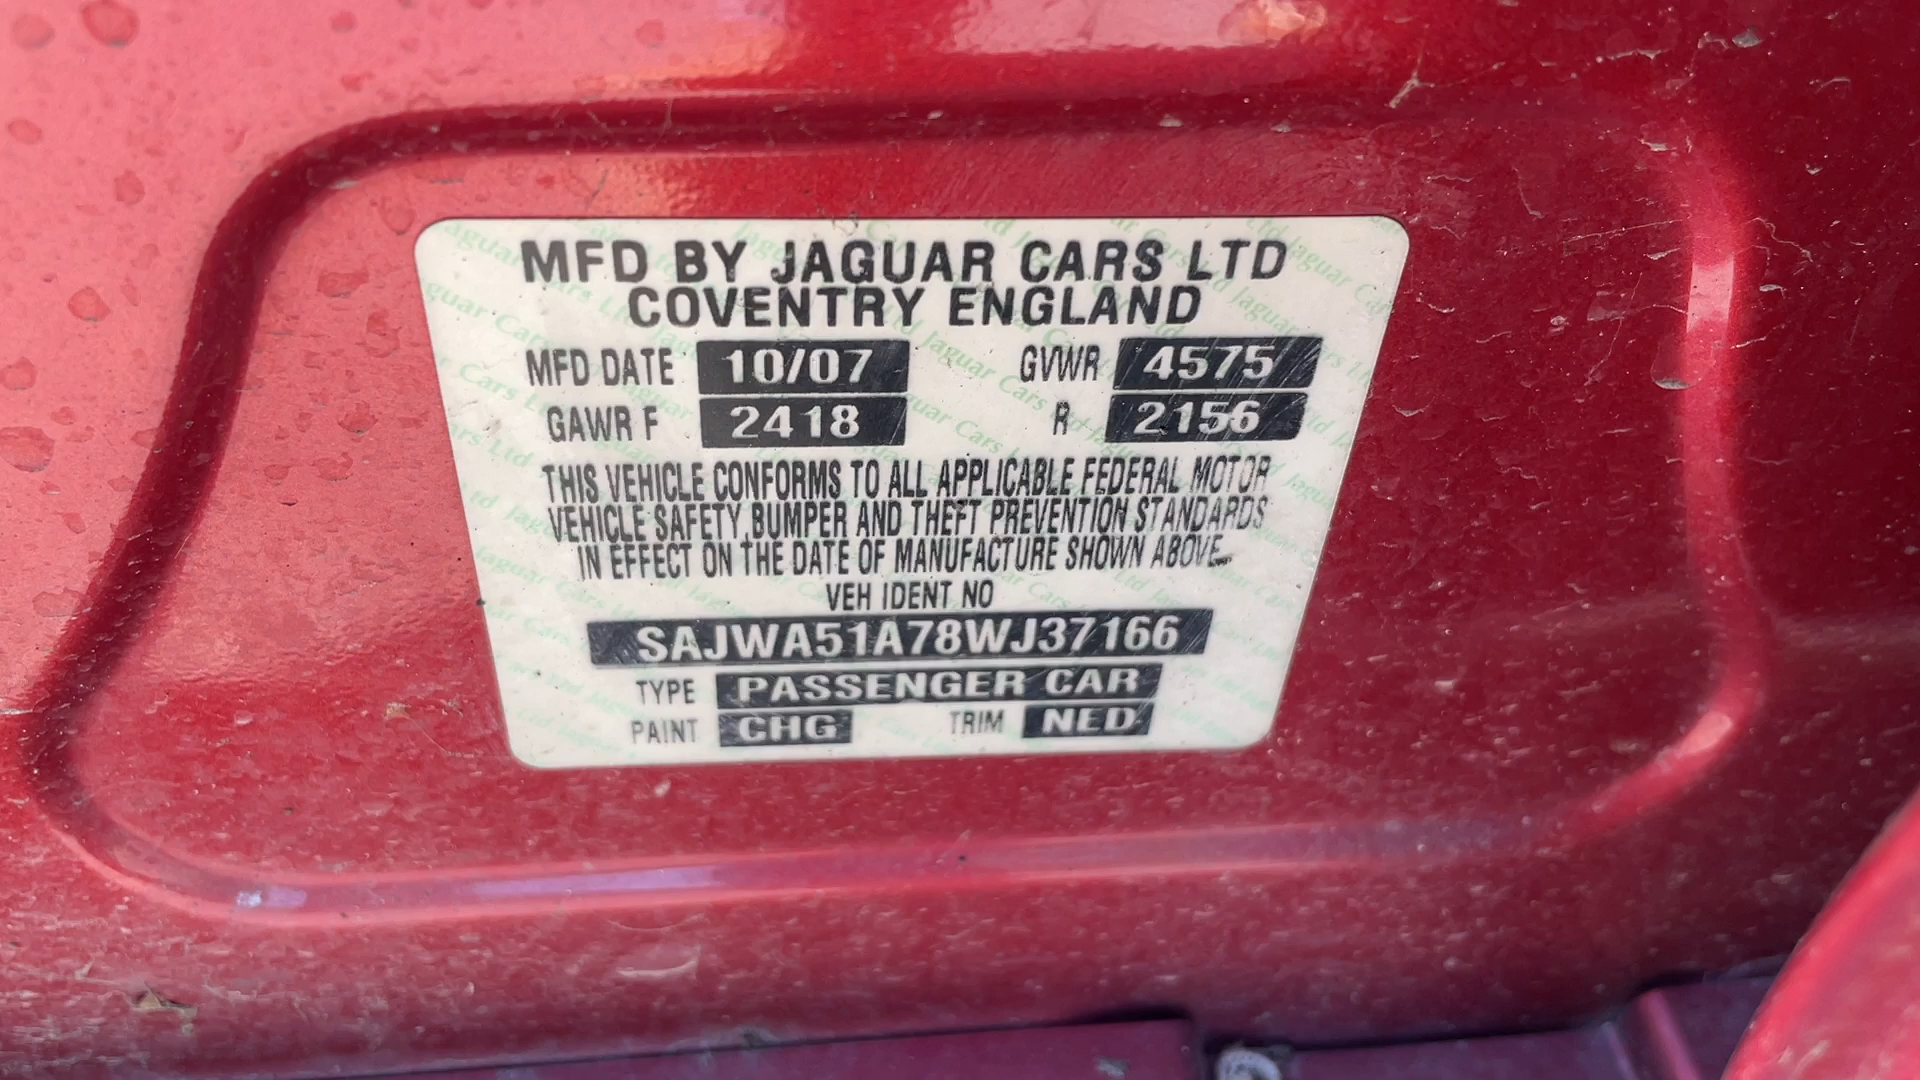 MFD BY JAGUAR CARS LTD
COVENTRY ENGLAND
MFD DATE 10/07 GVWR 4575
GAWR F 2418 R 2156
THIS VEHICLE CONFORMS TO ALL APPLICABLE FEDERAL MOTOR
VEHICLE SAFETY, BUMPER AND THEFT PREVENTION STANDARDS
IN EFFECT ON THE DATE OF MANUFACTURE SHOWN ABOVE.
VEH IDENT NO
SAJWA51A78WJ37166
TYPE PASSENGER CAR
PAINT CHG TRIM NED